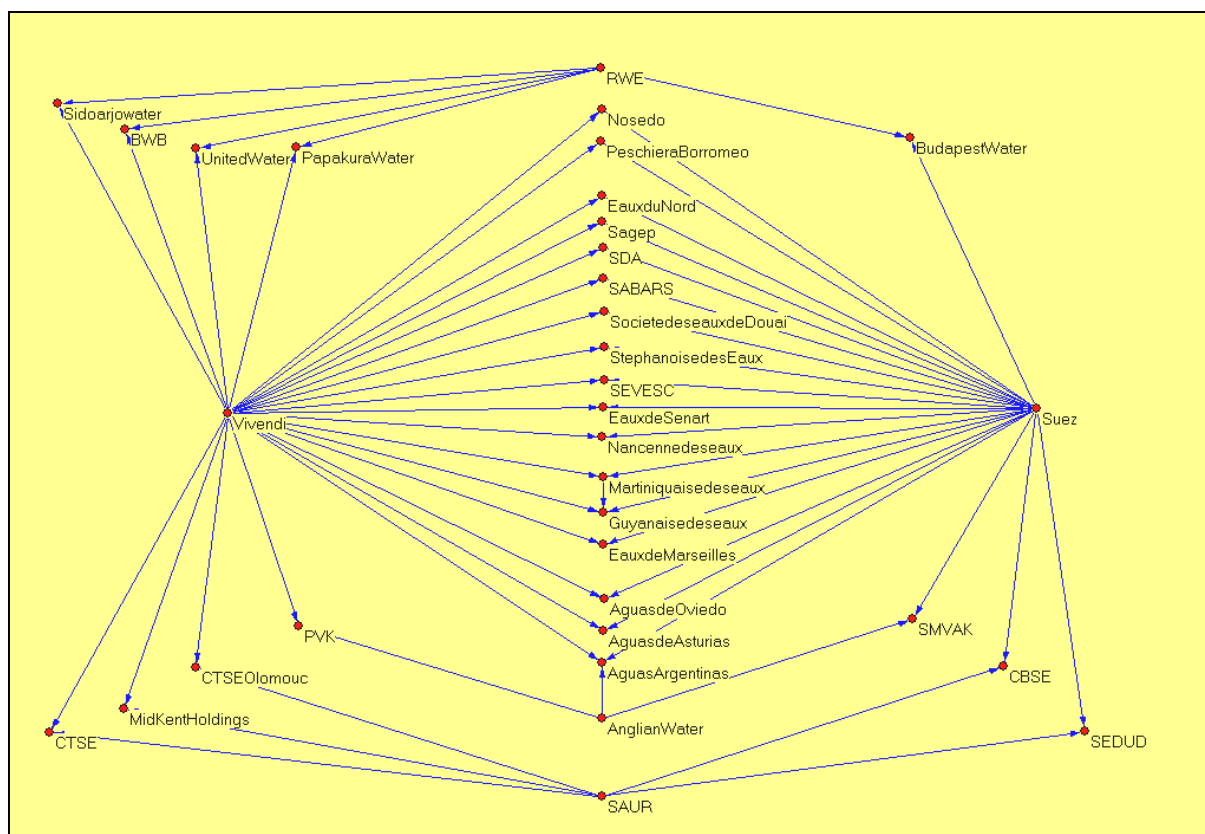 RWE
Sidoarjowater
Nosedo
BWB
BudapestWater
UnitedWater
PapakuraWater
PeschieraBorromeo
EauxduNord
Sagep
SDA
SABARS
SocietedeseauxdeDouai
StephanoisedesEaux
SEVESC
EauxdeSenart
Vivendi
Suez
Nancennedeseaux
Martiniquaisedeseaux
Guyanaisedeseaux
EauxdeMarseilles
AguasdeOviedo
SMVAK
PVK
AguasdeAsturias
AguasArgentinas
CTSEOlomouc
CBSE
MidKentHoldings
AnglianWater
CTSE
SEDUD
SAUR